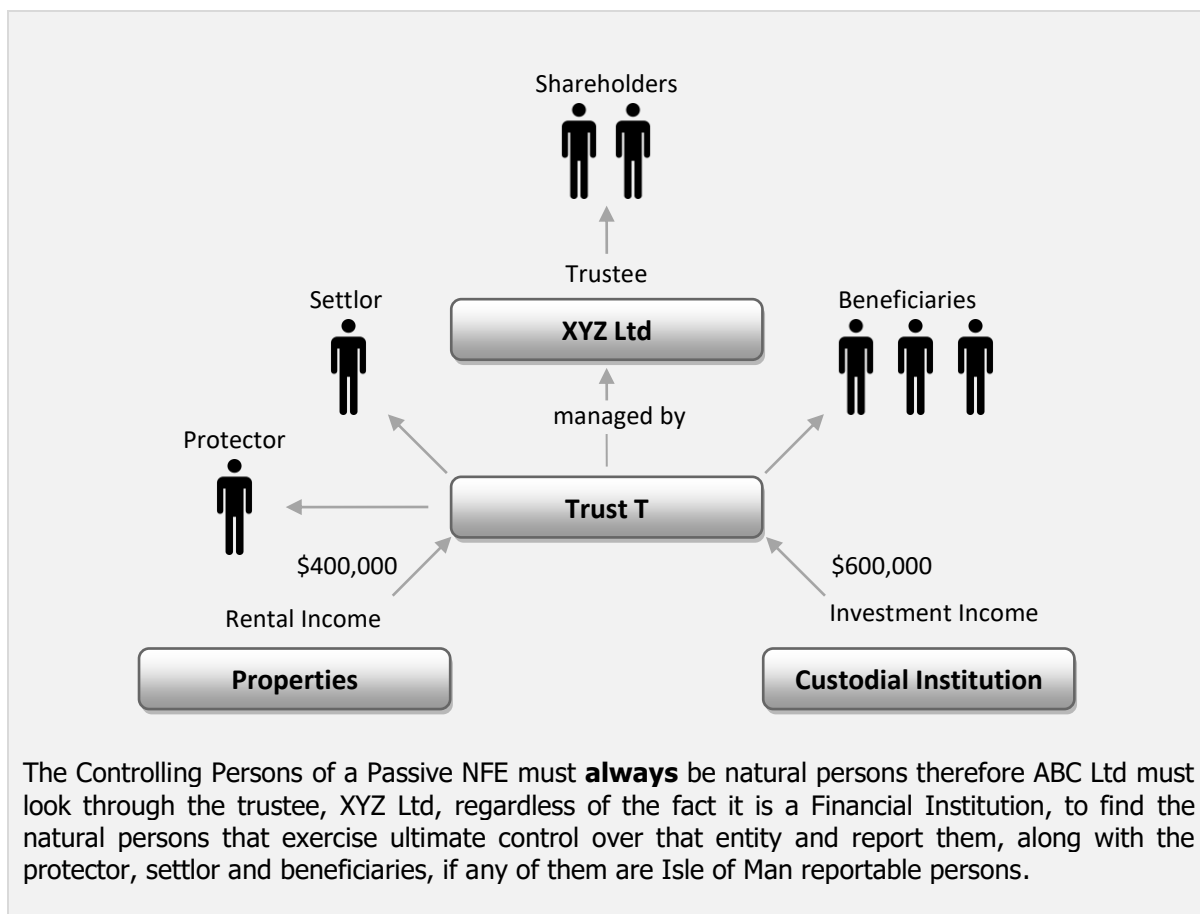 Shareholders
Trustee
Settlor
XYZ Ltd
Beneficiaries
managed by
Protector
Trust T
$400,000
$600,000
Rental Income
Investment Income
Properties
Custodial Institution
The Controlling Persons of a Passive NFE must always be natural persons therefore ABC Ltd must
look through the trustee, XYZ Ltd, regardless of the fact it is a Financial Institution, to find the
natural persons that exercise ultimate control over that entity and report them, along with the
protector, settlor and beneficiaries, if any of them are Isle of Man reportable persons.